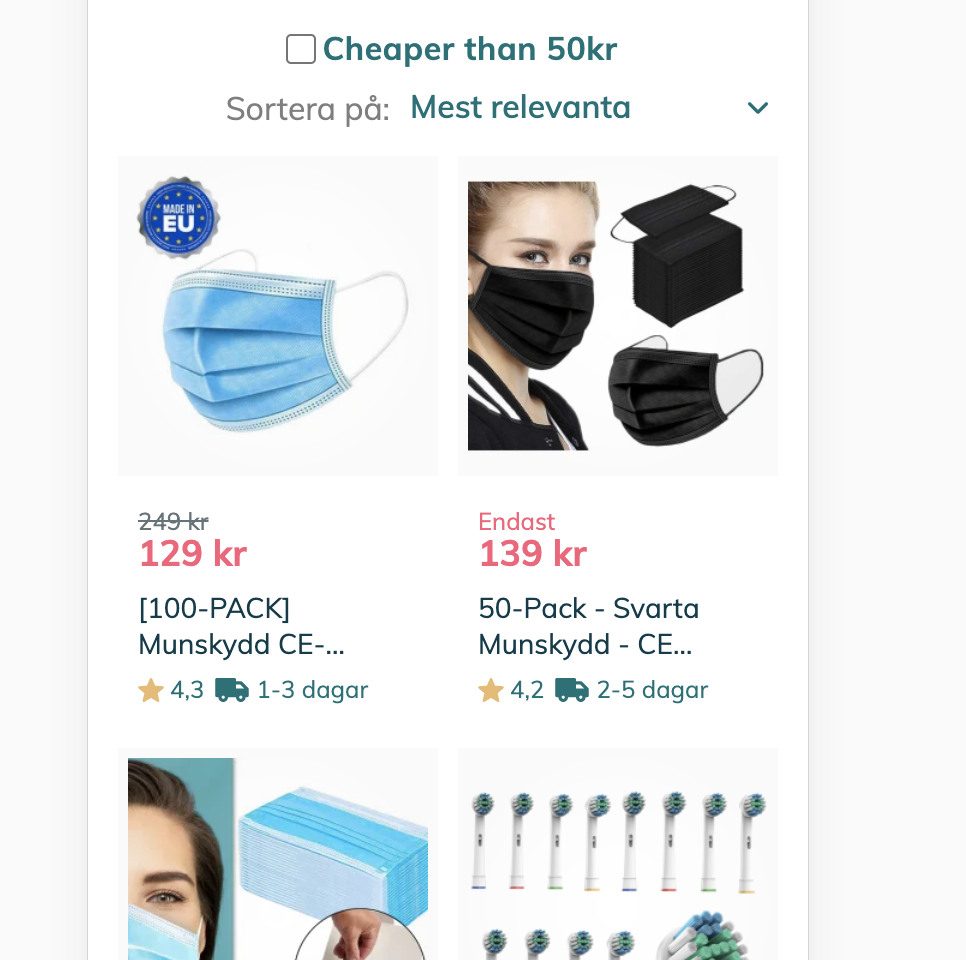 Cheaper than 50kr
Sortera på: Mest relevanta
MADE IN
EU
249 kr
129 kr
[100-PACK]
Munskydd CE-...
4,3 1-3 dagar
Endast
139 kr
50-Pack - Svarta
Munskydd - CE...
4,2 2-5 dagar